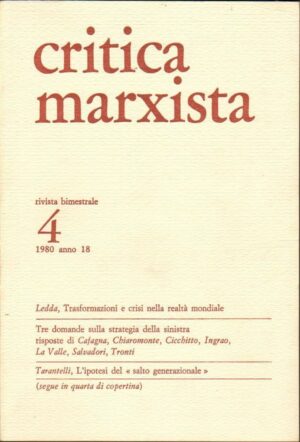 critica
marxista
rivista bimestrale
4
1980 anno 18
Ledda, Trasformazioni e crisi nella realtà mondiale
Tre domande sulla strategia della sinistra
risposte di Cafagna, Chiaromonte, Cicchitto, Ingrao,
La Valle, Salvadori, Tronti
Tarantelli, L'ipotesi del « salto generazionale »
(segue in quarta di copertina)